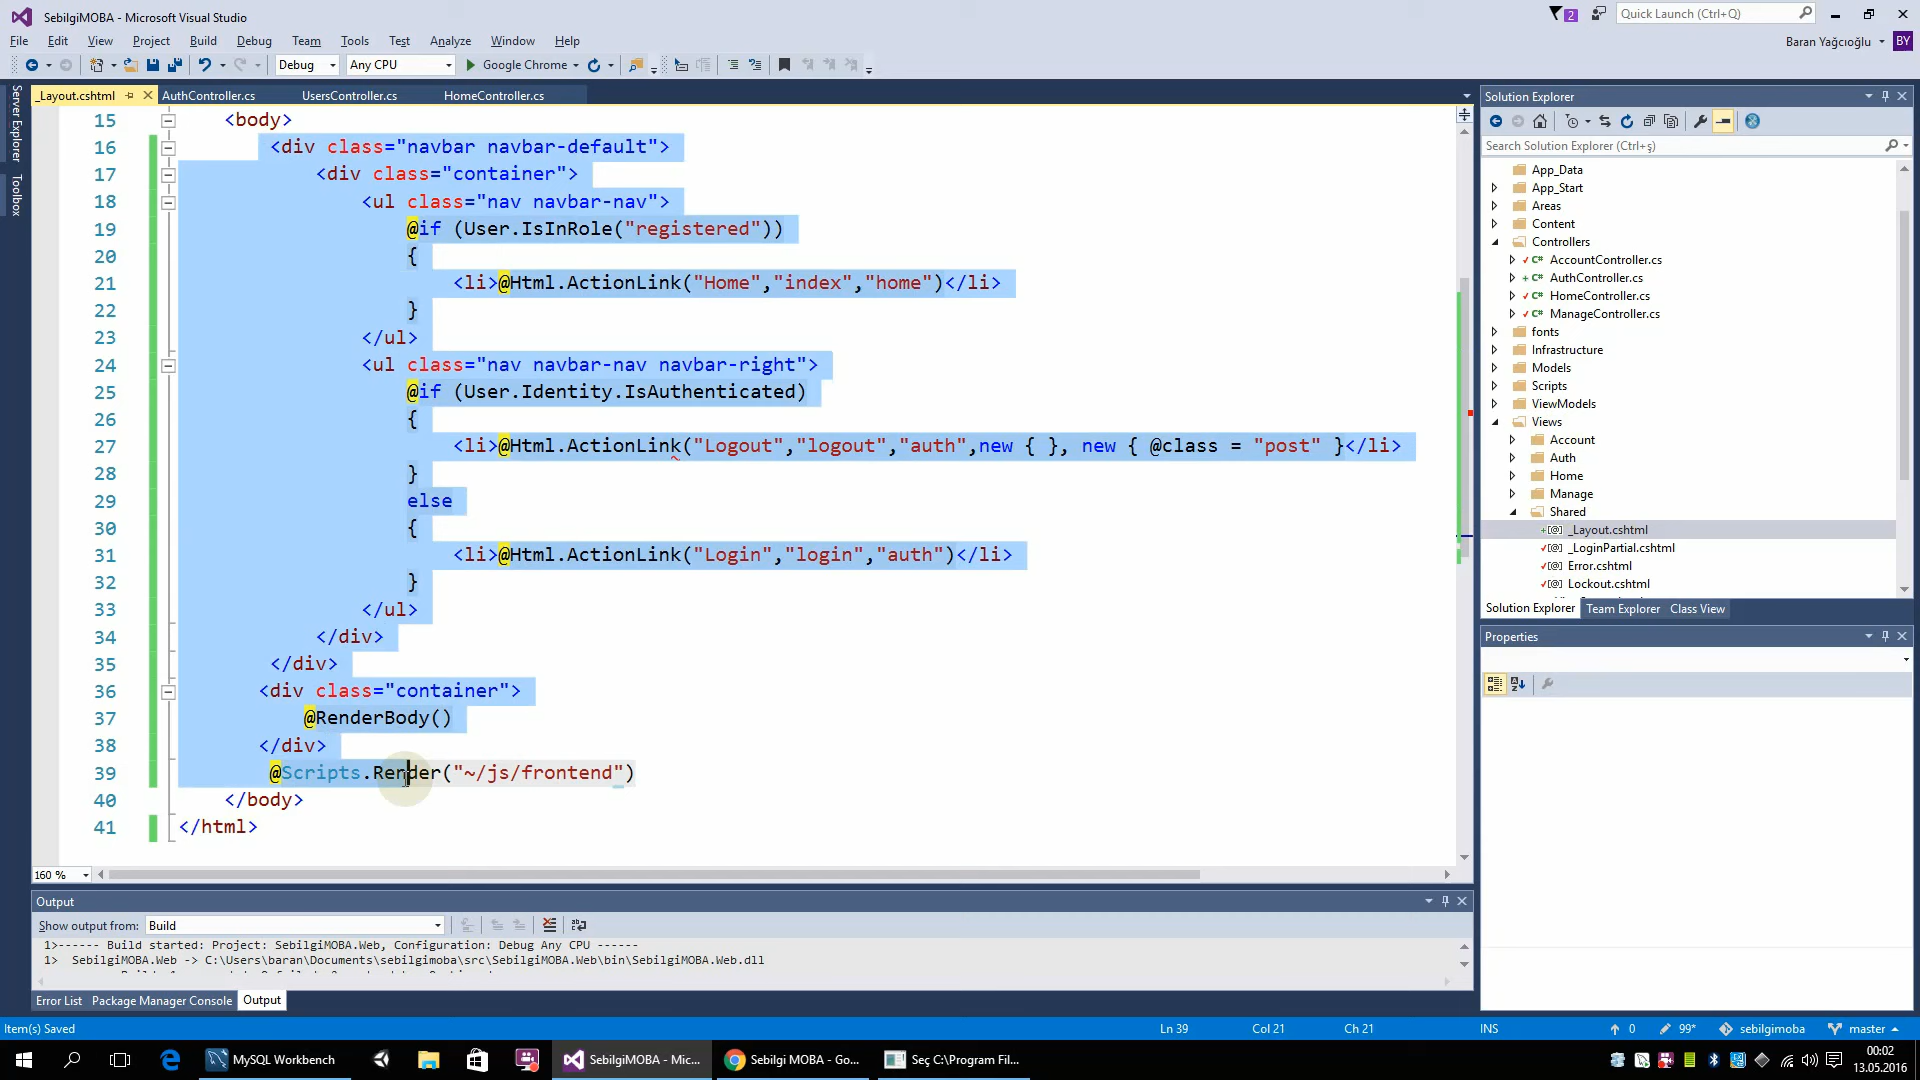 SebilgiMOBA - Microsoft Visual Studio
2
Quick Launch (Ctrl+Q)
File Edit View Project Build Debug Team Tools Test Analyze Window Help
Baran Yağcıoğlu BY
Debug Any CPU Google Chrome
Server Explorer
Toolbox
_Layout.cshtml AuthController.cs UsersController.cs HomeController.cs
15 <body>
16 <div class="navbar navbar-default">
17 <div class="container">
18 <ul class="nav navbar-nav">
19 @if (User.IsInRole("registered"))
20 {
21 <li>@Html.ActionLink("Home","index","home")</li>
22 }
23 </ul>
24 <ul class="nav navbar-nav navbar-right">
25 @if (User.Identity.IsAuthenticated)
26 {
27 <li>@Html.ActionLink("Logout","logout","auth",new { }, new { @class = "post" }</li>
28 }
29 else
30 {
31 <li>@Html.ActionLink("Login","login","auth")</li>
32 }
33 </ul>
34 </div>
35 </div>
36 <div class="container">
37 @RenderBody()
38 </div>
39 @Scripts.Render("~/js/frontend")
40 </body>
41 </html>
160 %
Output
Show output from: Build
1>------ Build started: Project: SebilgiMOBA.Web, Configuration: Debug Any CPU ------
1> SebilgiMOBA.Web -> C:\Users\baran\Documents\sebilgimoba\src\SebilgiMOBA.Web\bin\SebilgiMOBA.Web.dll
Error List Package Manager Console Output
Solution Explorer
Search Solution Explorer (Ctrl+ş)
App_Data
App_Start
Areas
Content
Controllers
C# AccountController.cs
C# AuthController.cs
C# HomeController.cs
C# ManageController.cs
fonts
Infrastructure
Models
Scripts
ViewModels
Views
Account
Auth
Home
Manage
Shared
_Layout.cshtml
_LoginPartial.cshtml
Error.cshtml
Lockout.cshtml
Solution Explorer Team Explorer Class View
Properties
Item(s) Saved Ln 39 Col 21 Ch 21 INS 0 99* sebilgimoba master
MySQL Workbench
SebilgiMOBA - Mic...
Sebilgi MOBA - Go...
Seç C:\Program Fil...
00:02
13.05.2016